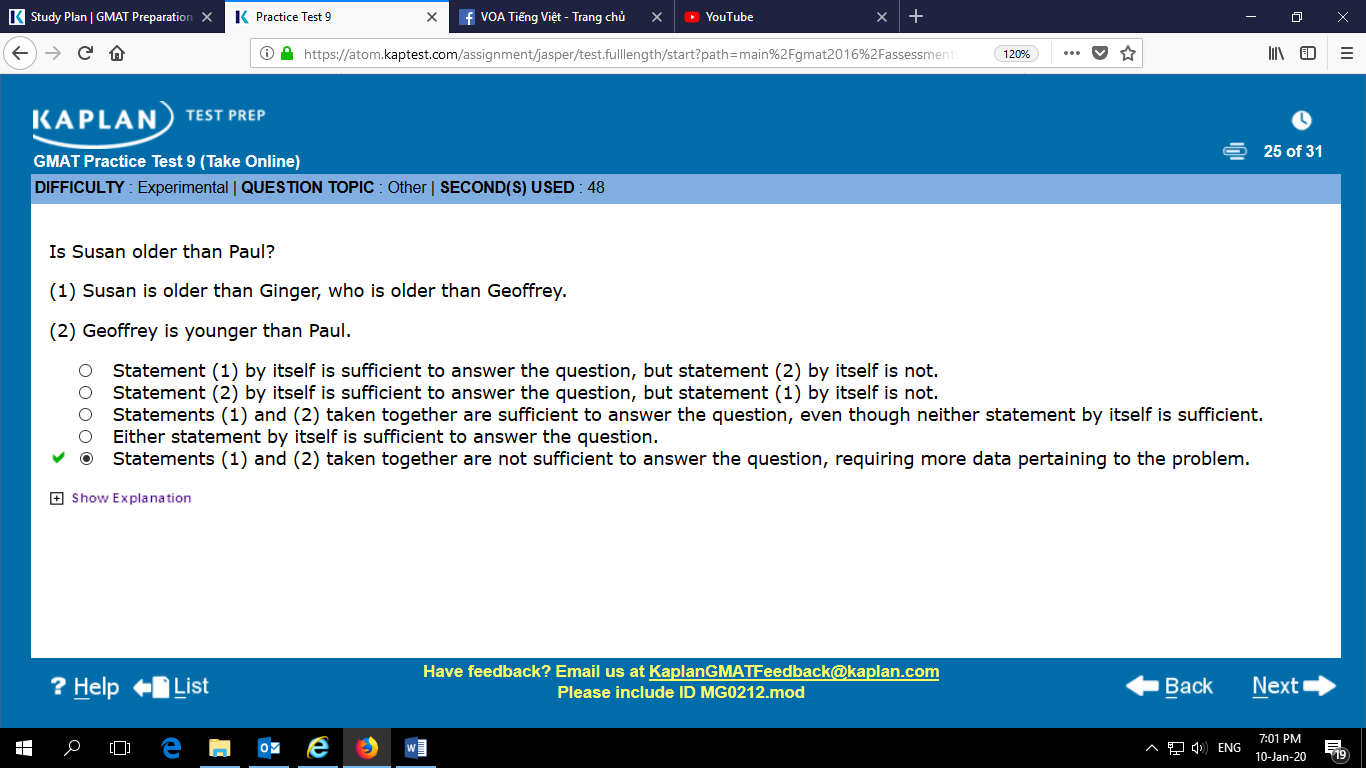 Study Plan | GMAT Preparation
Practice Test 9
VOA Tiếng Việt - Trang chủ
YouTube
https://atom.kaptest.com/assignment/jasper/test.fulllength/start?path=main%2Fgmat2016%2Fassessment
120%
KAPLAN TEST PREP
GMAT Practice Test 9 (Take Online)
25 of 31
DIFFICULTY : Experimental | QUESTION TOPIC : Other | SECOND(S) USED : 48
Is Susan older than Paul?
(1) Susan is older than Ginger, who is older than Geoffrey.
(2) Geoffrey is younger than Paul.
Statement (1) by itself is sufficient to answer the question, but statement (2) by itself is not.
Statement (2) by itself is sufficient to answer the question, but statement (1) by itself is not.
Statements (1) and (2) taken together are sufficient to answer the question, even though neither statement by itself is sufficient.
Either statement by itself is sufficient to answer the question.
Statements (1) and (2) taken together are not sufficient to answer the question, requiring more data pertaining to the problem.
Show Explanation
? Help
List
Have feedback? Email us at KaplanGMATFeedback@kaplan.com
Please include ID MG0212.mod
Back
Next
ENG
7:01 PM
10-Jan-20
19